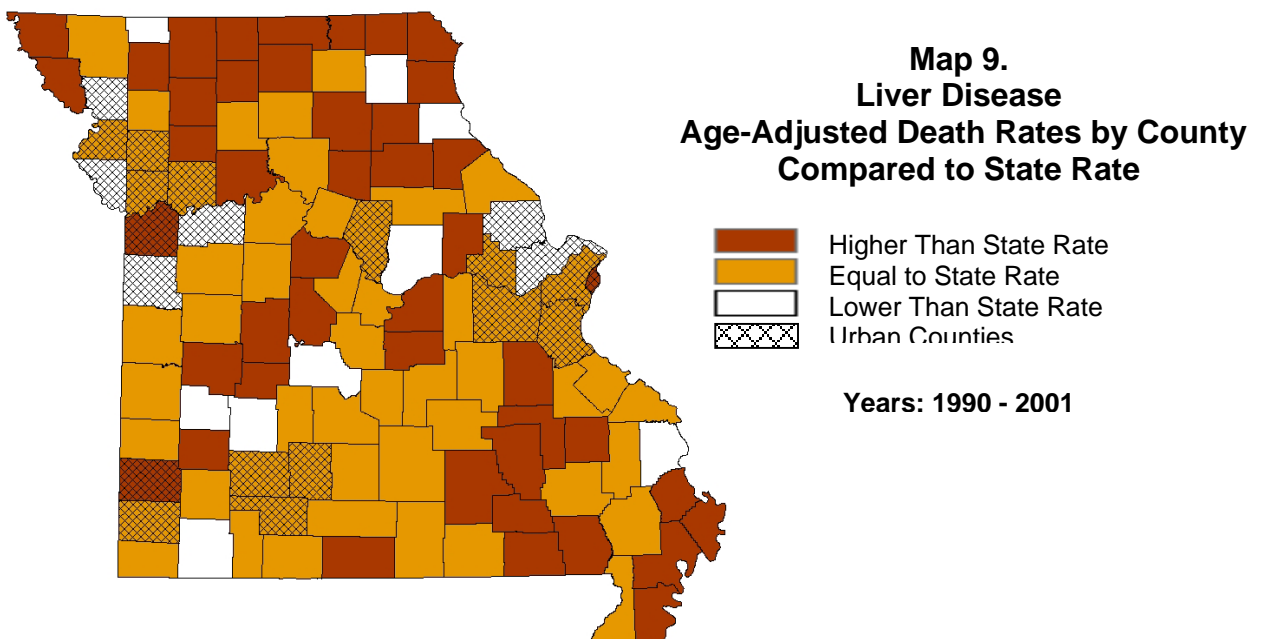 Map 9.
Liver Disease
Age-Adjusted Death Rates by County
Compared to State Rate
Higher Than State Rate
Equal to State Rate
Lower Than State Rate
Urban Counties
Years: 1990 - 2001